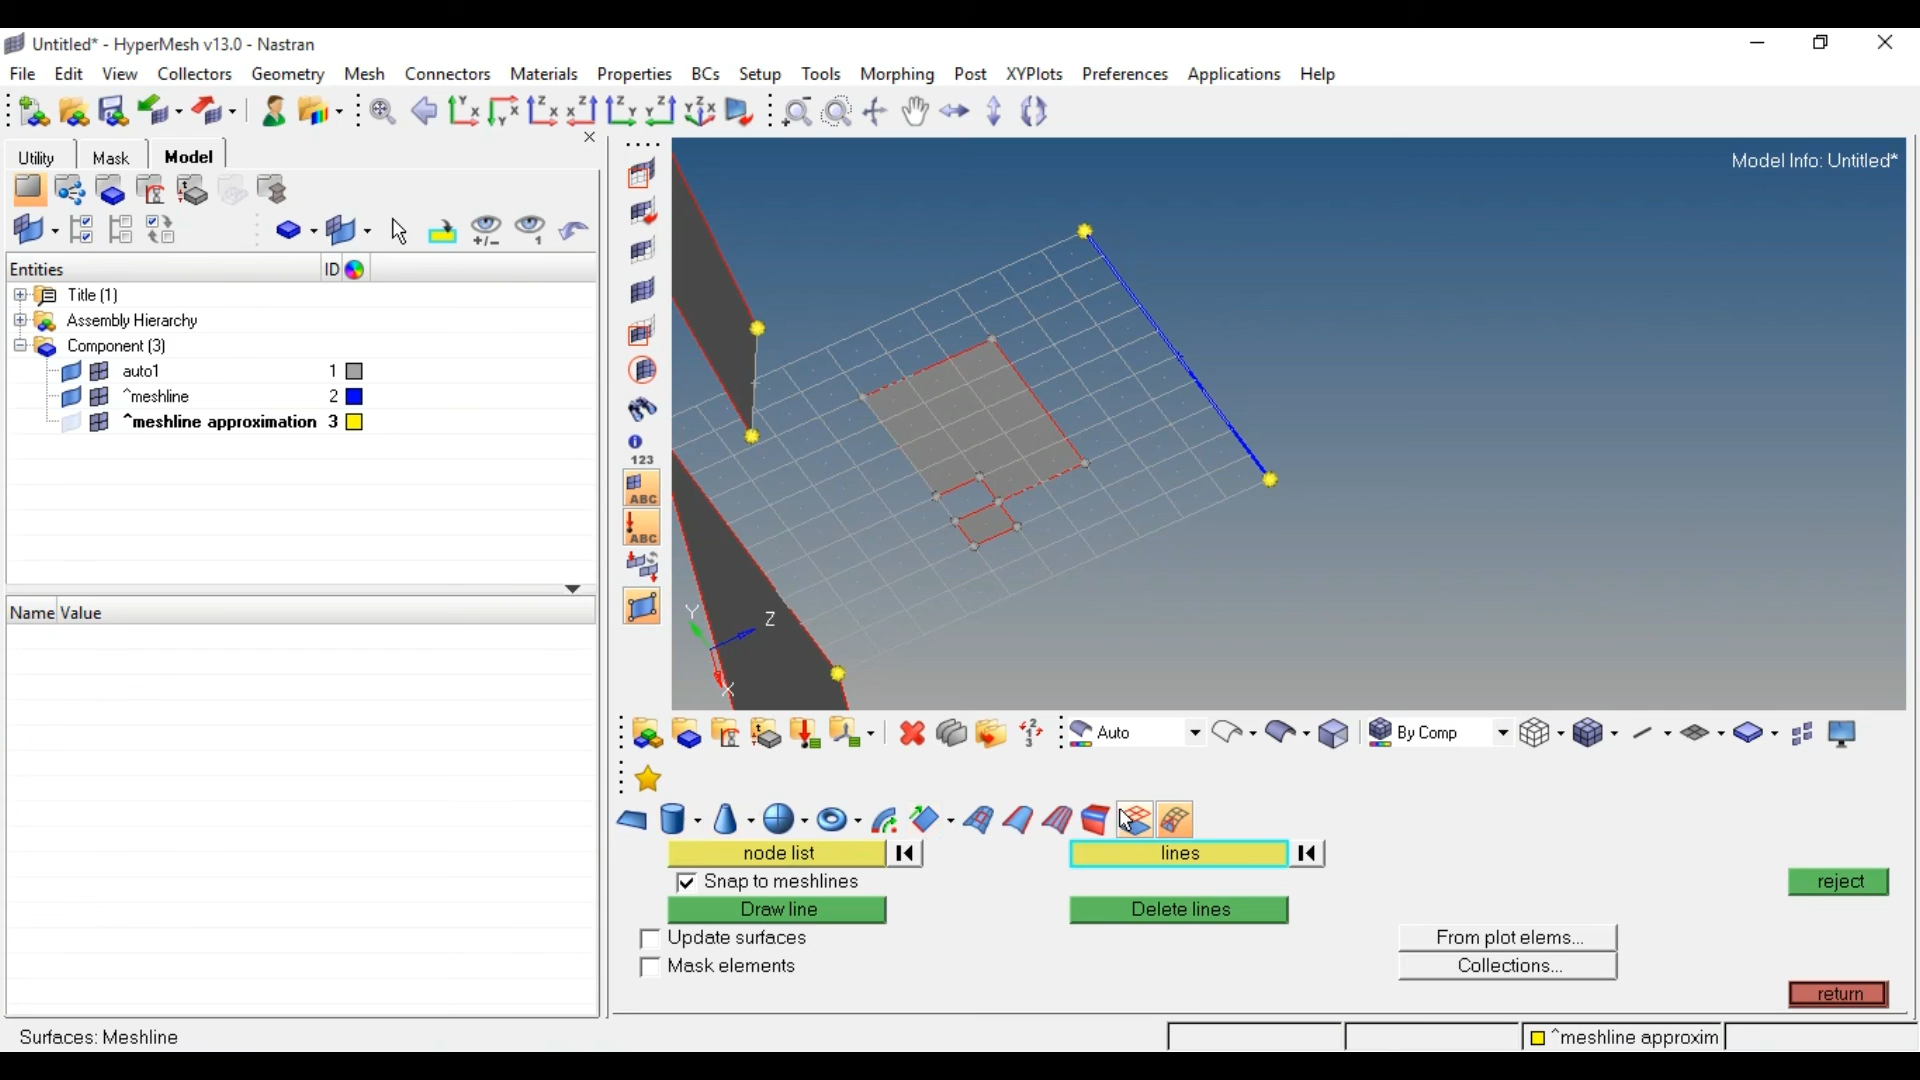 Untitled* - HyperMesh v13.0 - Nastran
File Edit View Collectors Geometry Mesh Connectors Materials Properties BCs Setup Tools Morphing Post XYPlots Preferences Applications Help
Utility Mask Model
Model Info: Untitled*
Entities ID
Title (1)
Assembly Hierarchy
Component (3)
auto1 1
^meshline 2
^meshline approximation 3
123
ABC
ABC
Name Value
Y Z X
Auto By Comp
node list lines
Snap to meshlines
reject
Draw line Delete lines
Update surfaces From plot elems...
Mask elements Collections...
return
Surfaces: Meshline ^meshline approxim